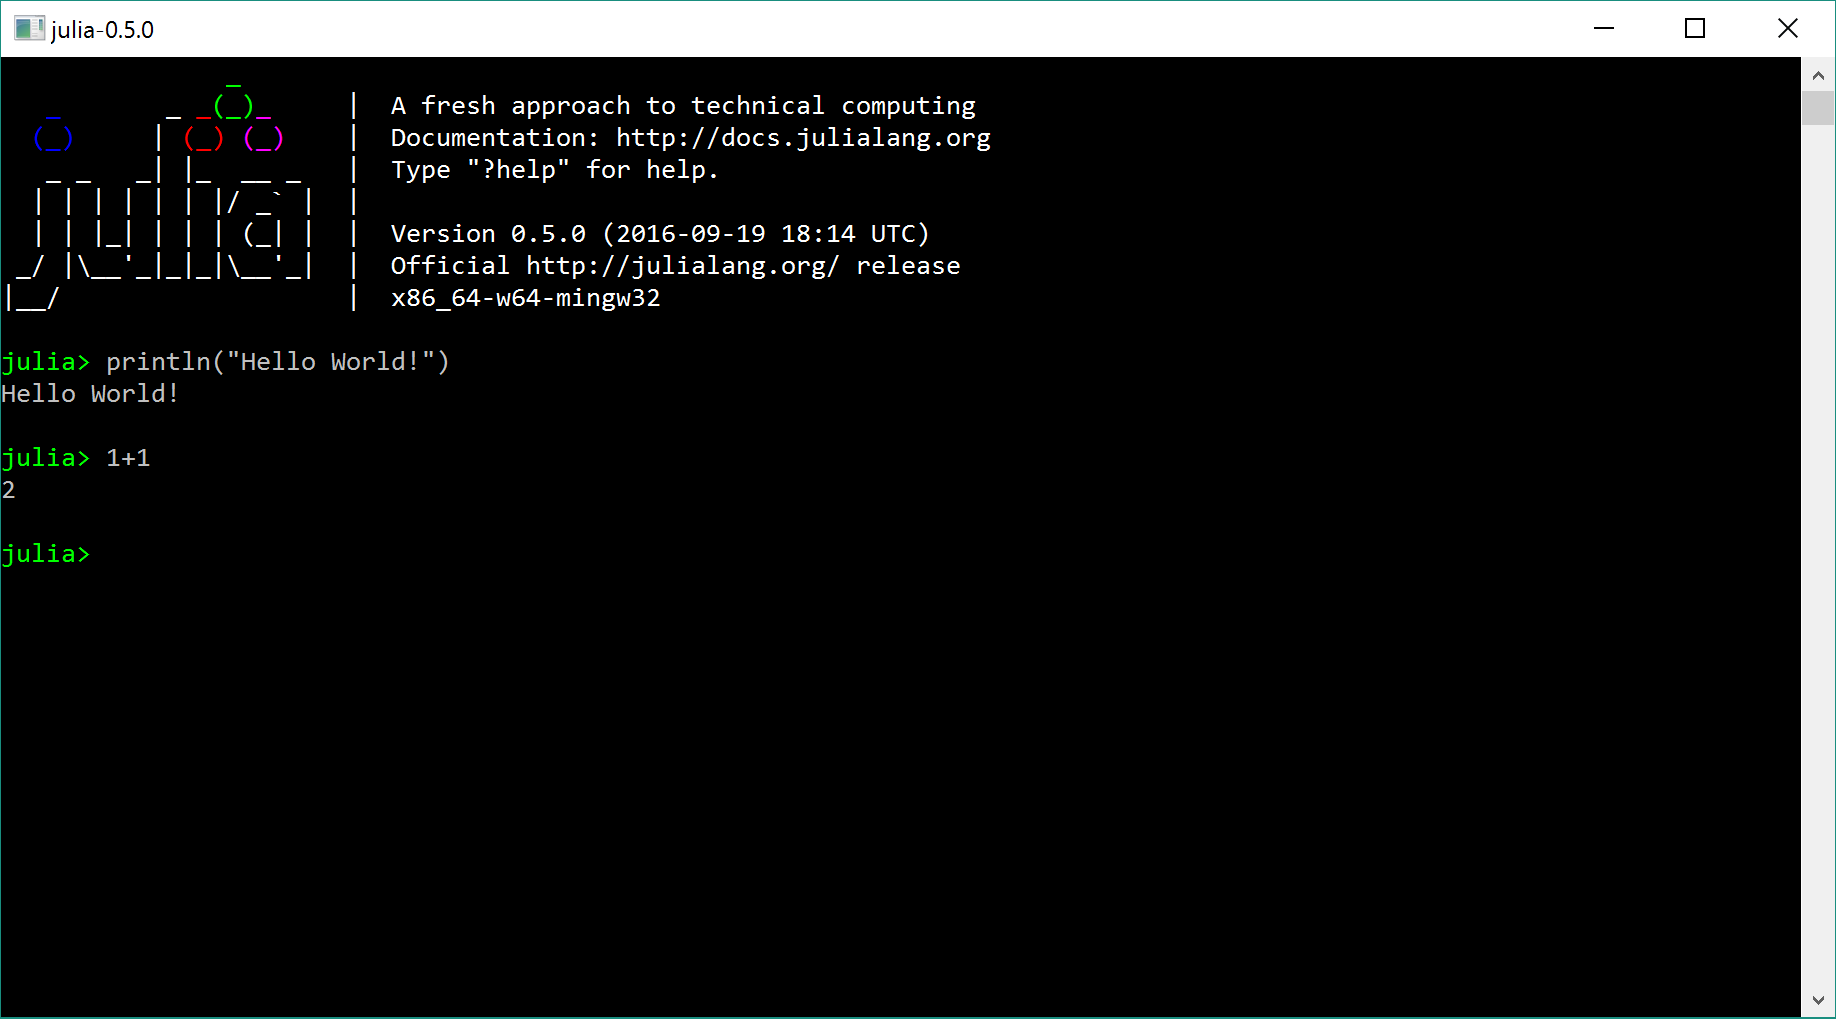 julia-0.5.0
               _
   _       _ _(_)_     |  A fresh approach to technical computing
  (_)     | (_) (_)    |  Documentation: http://docs.julialang.org
   _ _   _| |_  __ _   |  Type "?help" for help.
  | | | | | | |/ _` |  |
  | | |_| | | | (_| |  |  Version 0.5.0 (2016-09-19 18:14 UTC)
 _/ |\__'_|_|_|\__'_|  |  Official http://julialang.org/ release
|__/                   |  x86_64-w64-mingw32
julia> println("Hello World!")
Hello World!
julia> 1+1
2
julia>